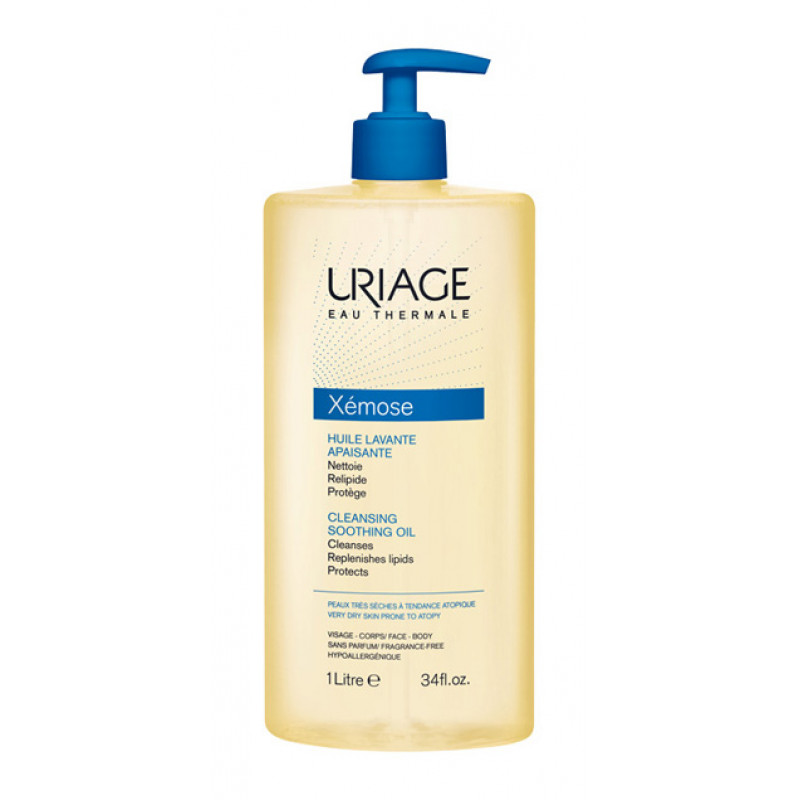 URIAGE
EAU THERMALE
Xémose
HUILE LAVANTE
APAISANTE
Nettoie
Relipide
Protège
CLEANSING
SOOTHING OIL
Cleanses
Replenishes lipids
Protects
PEAUX TRÈS SÈCHES À TENDANCE ATOPIQUE
VERY DRY SKIN PRONE TO ATOPY
VISAGE - CORPS/ FACE - BODY
SANS PARFUM/ FRAGRANCE-FREE
HYPOALLERGÉNIQUE
1 Litre ℮ 34fl.oz.